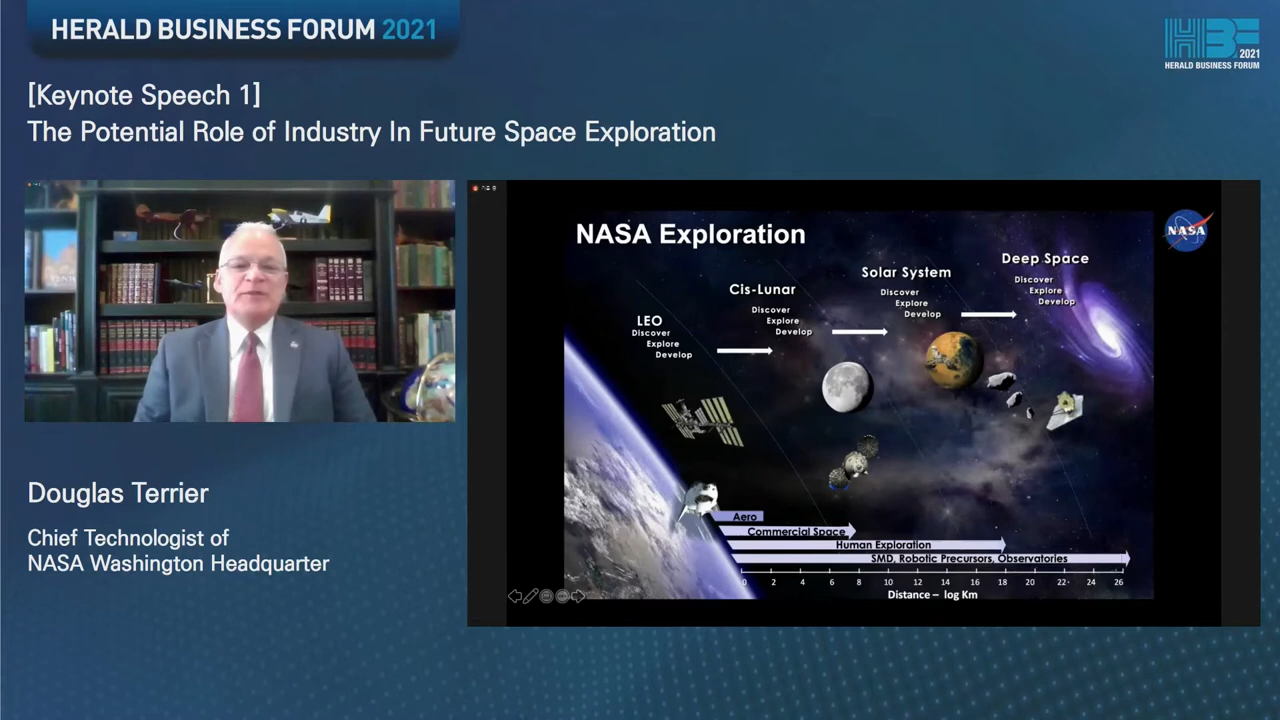 HERALD BUSINESS FORUM 2021
HBF 2021
HERALD BUSINESS FORUM
[Keynote Speech 1]
The Potential Role of Industry In Future Space Exploration
NASA Exploration
NASA
Deep Space
Discover
Explore
Develop
Solar System
Discover
Explore
Develop
Cis-Lunar
Discover
Explore
Develop
LEO
Discover
Explore
Develop
Douglas Terrier
Chief Technologist of
NASA Washington Headquarter
Aero
Commercial Space
Human Exploration
SMD, Robotic Precursors, Observatories
0 2 4 6 8 10 12 14 16 18 20 22 24 26
Distance – log Km